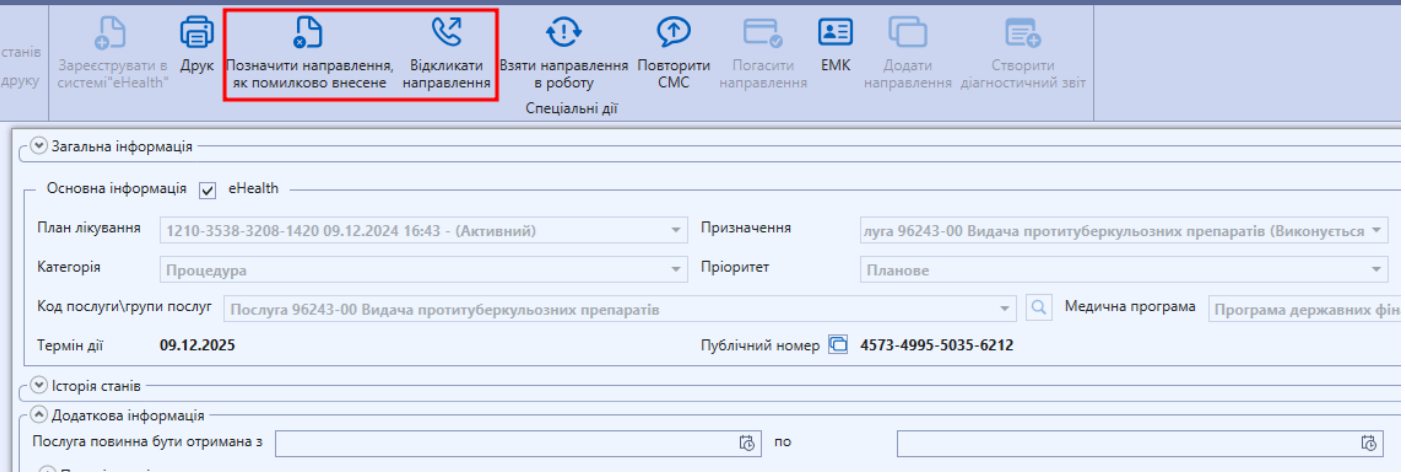 станів
друку
Зареєструвати в
системі"eHealth"
Друк
Позначити направлення,
як помилково внесене
Відкликати
направлення
Взяти направлення
в роботу
Повторити
СМС
Погасити
направлення
ЕМК
Додати
направлення
Створити
діагностичний звіт
Спеціальні дії
Загальна інформація
Основна інформація eHealth
План лікування 1210-3538-3208-1420 09.12.2024 16:43 - (Активний) Призначення луга 96243-00 Видача протитуберкульозних препаратів (Виконується
Категорія Процедура Пріоритет Планове
Код послуги\групи послуг Послуга 96243-00 Видача протитуберкульозних препаратів Медична програма Програма державних фін
Термін дії 09.12.2025 Публічний номер 4573-4995-5035-6212
Історія станів
Додаткова інформація
Послуга повинна бути отримана з по